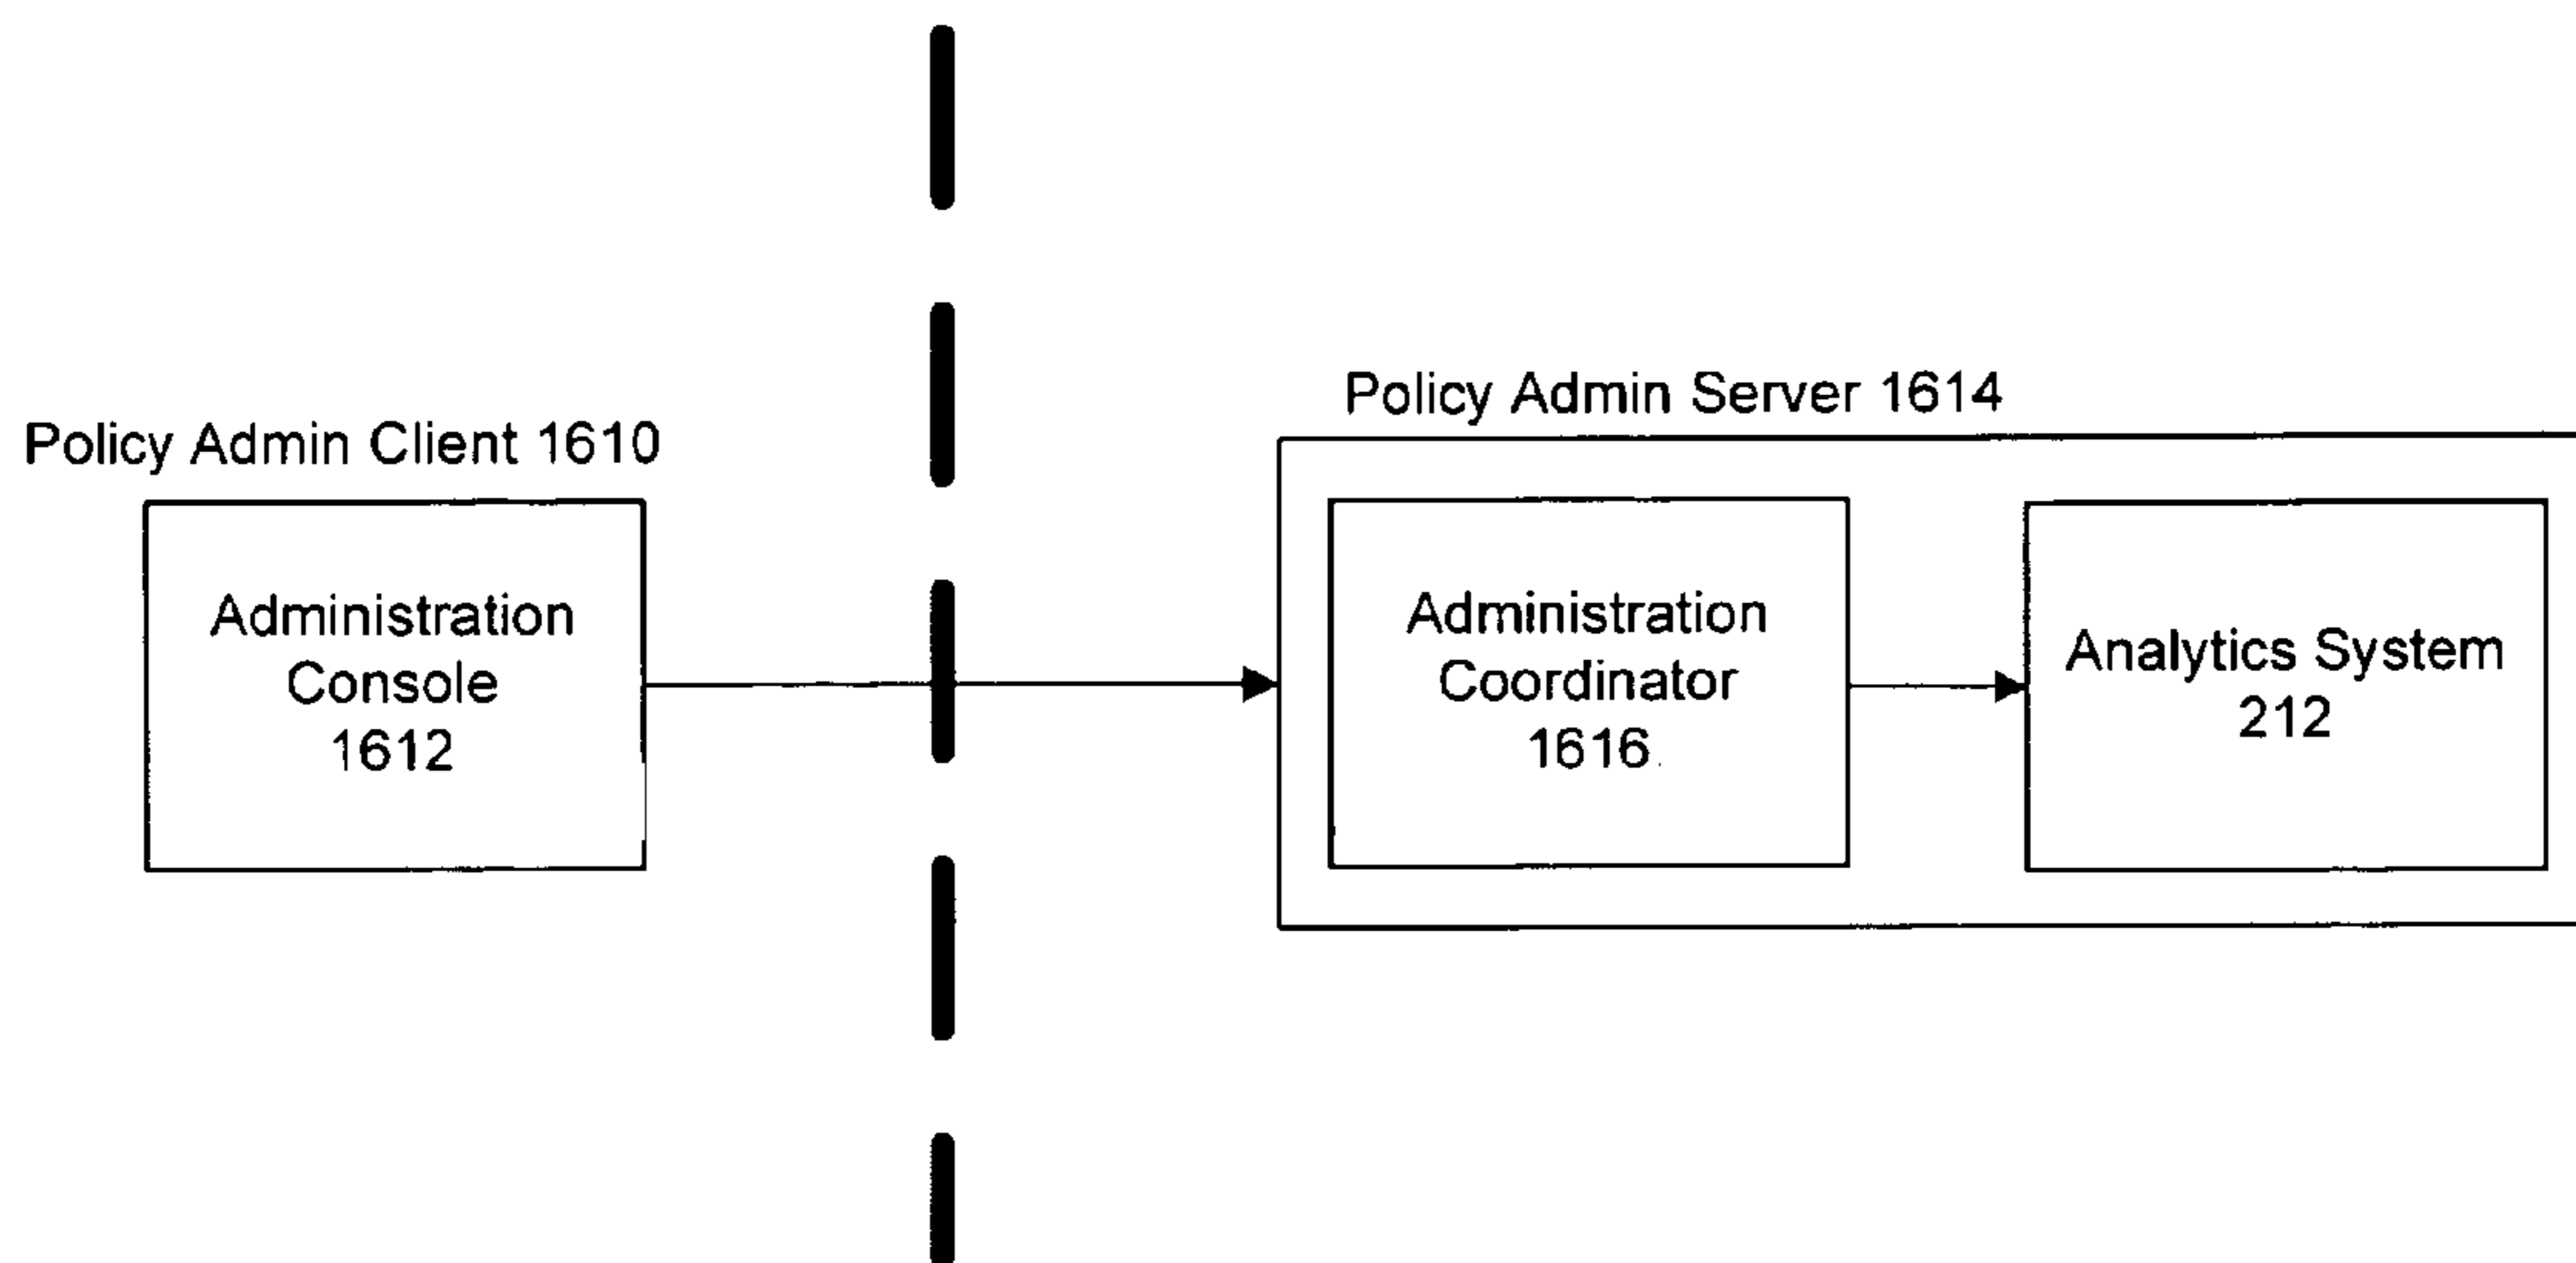 Policy Admin Client 1610
Administration
Console
1612
Policy Admin Server 1614
Administration
Coordinator
1616
Analytics System
212